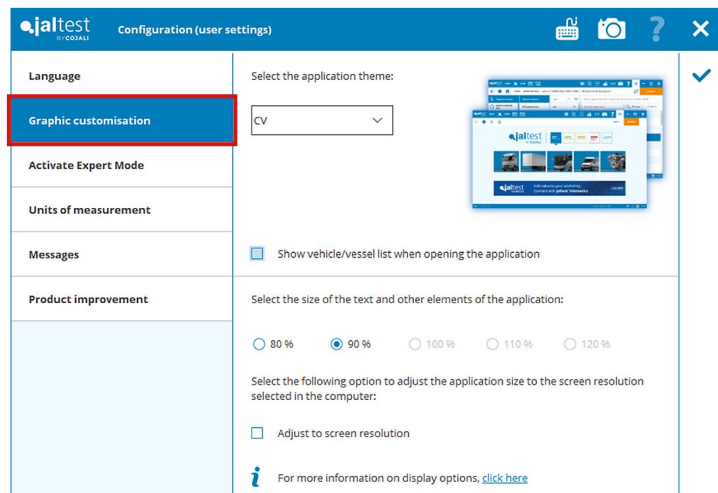 jaltest
BY COJALI
Configuration (user settings)
?
Language
Graphic customisation
Activate Expert Mode
Units of measurement
Messages
Product improvement
Select the application theme:
CV
jaltest
jaltest
Show vehicle/vessel list when opening the application
Select the size of the text and other elements of the application:
80 %
90 %
100 %
110 %
120 %
Select the following option to adjust the application size to the screen resolution
selected in the computer:
Adjust to screen resolution
i
For more information on display options, click here